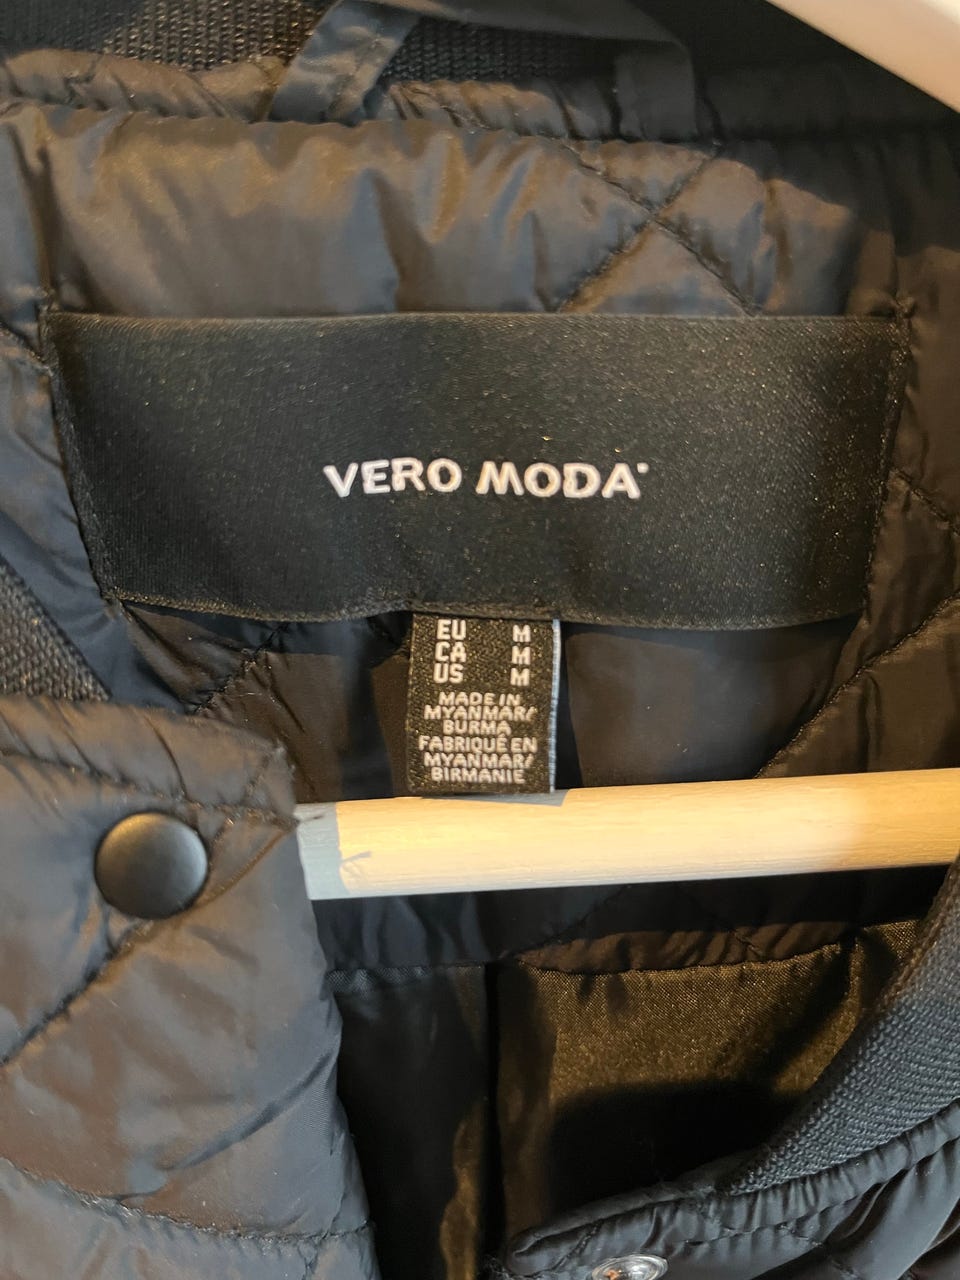 VERO MODA
EU M
CA M
US M
MADE IN
MYANMAR/
BURMA
FABRIQUÉ EN
MYANMAR/
BIRMANIE